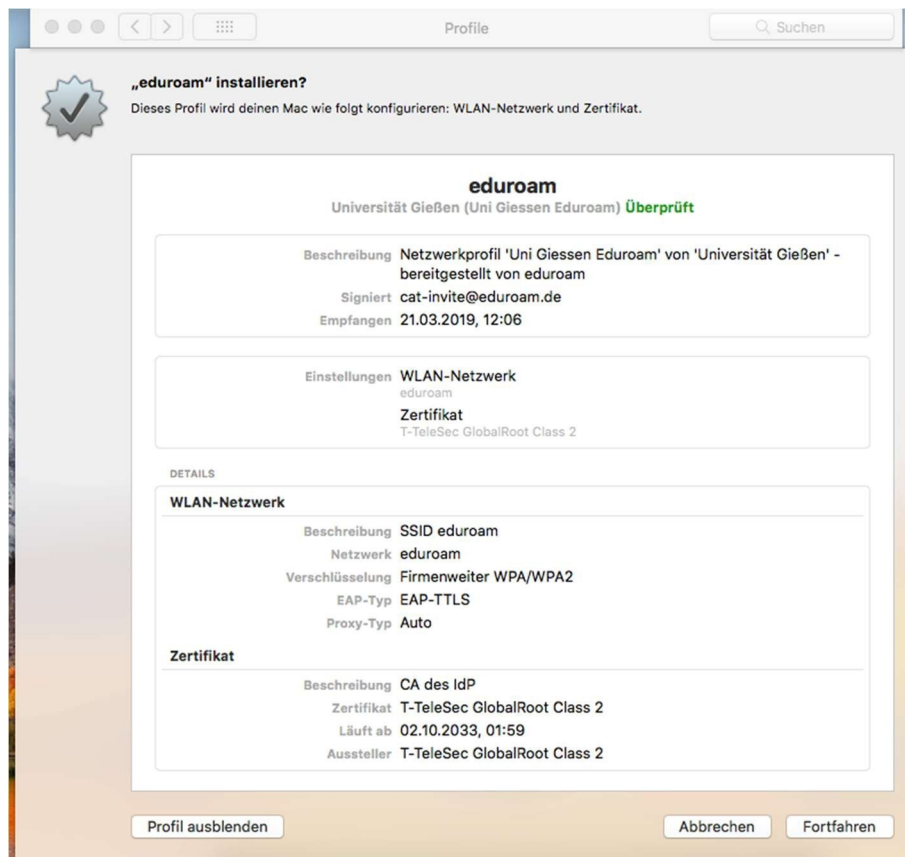 Profile
Suchen
„eduroam“ installieren?
Dieses Profil wird deinen Mac wie folgt konfigurieren: WLAN-Netzwerk und Zertifikat.
eduroam
Universität Gießen (Uni Giessen Eduroam) Überprüft
Beschreibung Netzwerkprofil 'Uni Giessen Eduroam' von 'Universität Gießen' -
bereitgestellt von eduroam
Signiert cat-invite@eduroam.de
Empfangen 21.03.2019, 12:06
Einstellungen WLAN-Netzwerk
eduroam
Zertifikat
T-TeleSec GlobalRoot Class 2
DETAILS
WLAN-Netzwerk
Beschreibung SSID eduroam
Netzwerk eduroam
Verschlüsselung Firmenweiter WPA/WPA2
EAP-Typ EAP-TTLS
Proxy-Typ Auto
Zertifikat
Beschreibung CA des IdP
Zertifikat T-TeleSec GlobalRoot Class 2
Läuft ab 02.10.2033, 01:59
Aussteller T-TeleSec GlobalRoot Class 2
Profil ausblenden
Abbrechen
Fortfahren